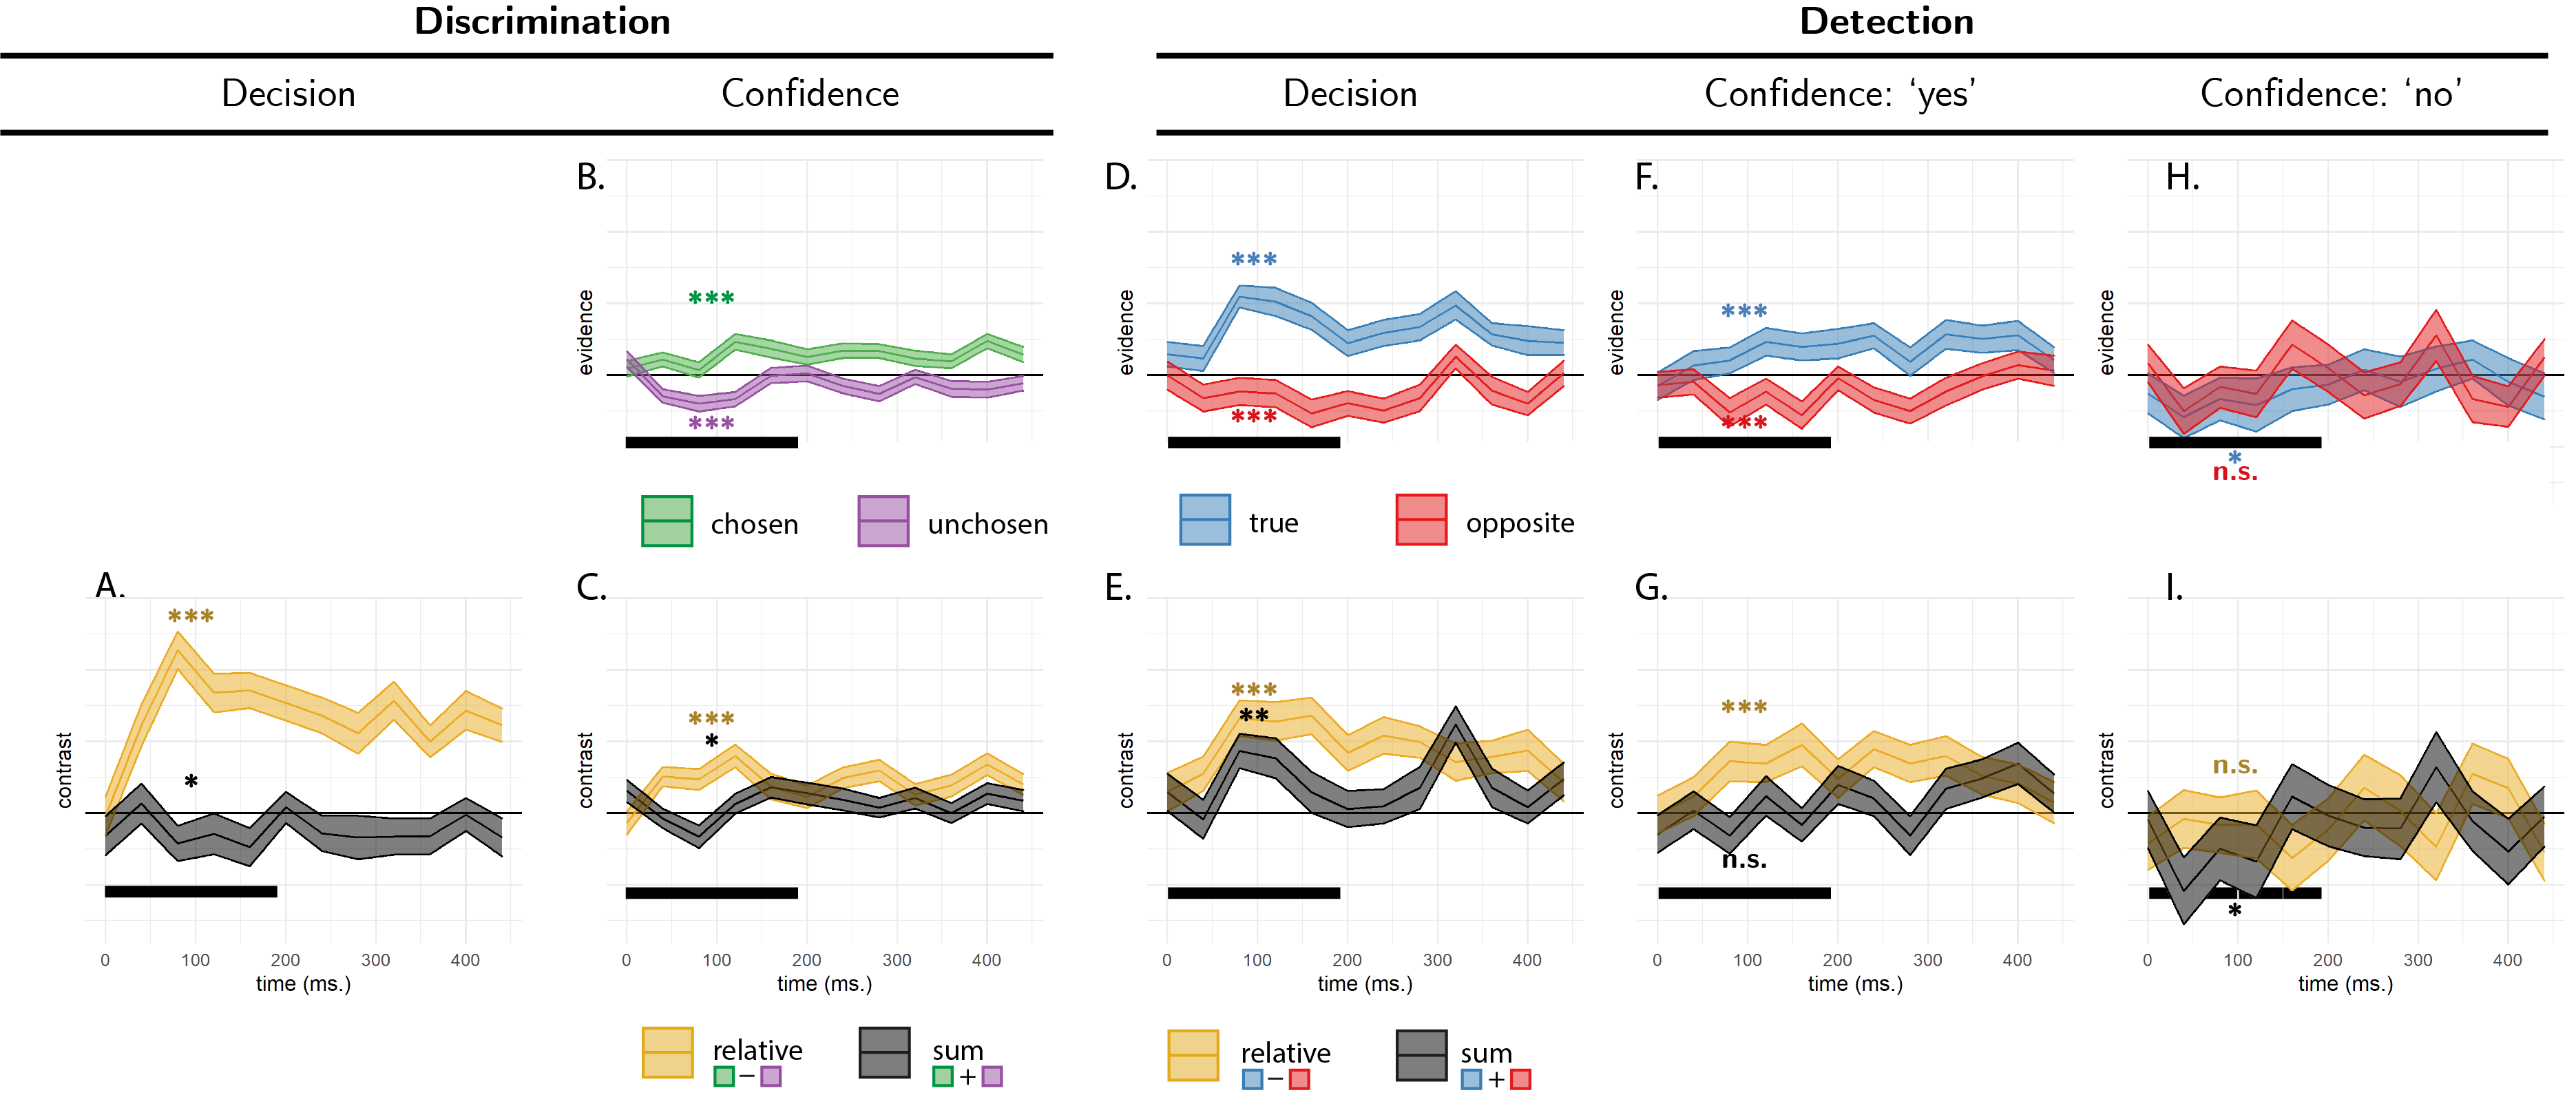 Discrimination
Detection
Decision
Confidence
Decision
Confidence: ‘yes’
Confidence: ‘no’
B.
D.
F.
H.
evidence
***
***
evidence
***
***
evidence
***
***
evidence
*
n.s.
chosen
unchosen
true
opposite
A.
C.
E.
G.
I.
contrast
***
*
contrast
***
*
contrast
***
**
contrast
***
n.s.
contrast
n.s.
*
0 100 200 300 400
time (ms.)
0 100 200 300 400
time (ms.)
0 100 200 300 400
time (ms.)
0 100 200 300 400
time (ms.)
0 100 200 300 400
time (ms.)
relative
−
sum
+
relative
−
sum
+